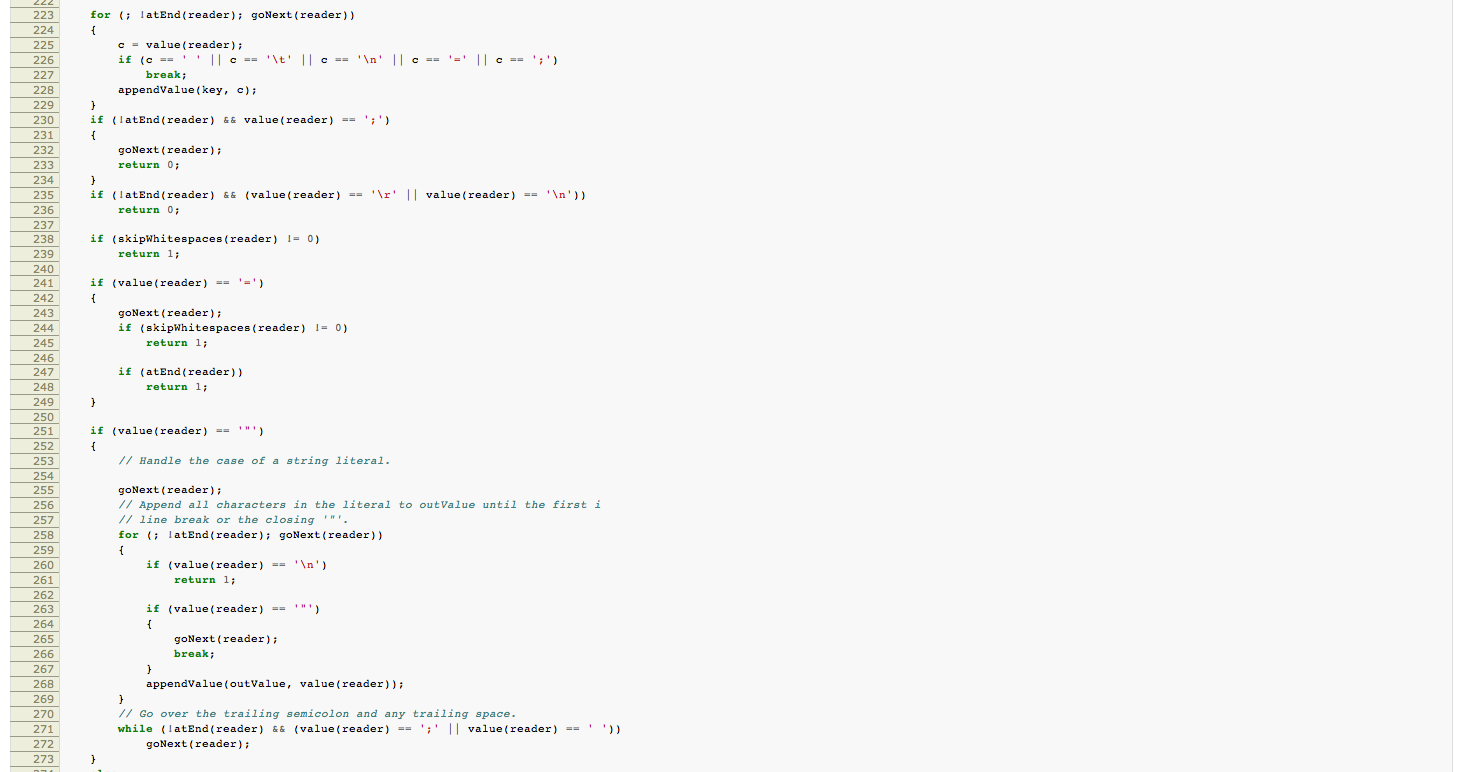 222
223 for (; !atEnd(reader); goNext(reader))
224 {
225 c = value(reader);
226 if (c == ' ' || c == '\t' || c == '\n' || c == '=' || c == ';')
227 break;
228 appendValue(key, c);
229 }
230 if (!atEnd(reader) && value(reader) == ';')
231 {
232 goNext(reader);
233 return 0;
234 }
235 if (!atEnd(reader) && (value(reader) == '\r' || value(reader) == '\n'))
236 return 0;
237
238 if (skipWhitespaces(reader) != 0)
239 return 1;
240
241 if (value(reader) == '=')
242 {
243 goNext(reader);
244 if (skipWhitespaces(reader) != 0)
245 return 1;
246
247 if (atEnd(reader))
248 return 1;
249 }
250
251 if (value(reader) == '"')
252 {
253 // Handle the case of a string literal.
254
255 goNext(reader);
256 // Append all characters in the literal to outValue until the first i
257 // line break or the closing '"'.
258 for (; !atEnd(reader); goNext(reader))
259 {
260 if (value(reader) == '\n')
261 return 1;
262
263 if (value(reader) == '"')
264 {
265 goNext(reader);
266 break;
267 }
268 appendValue(outValue, value(reader));
269 }
270 // Go over the trailing semicolon and any trailing space.
271 while (!atEnd(reader) && (value(reader) == ';' || value(reader) == ' '))
272 goNext(reader);
273 }